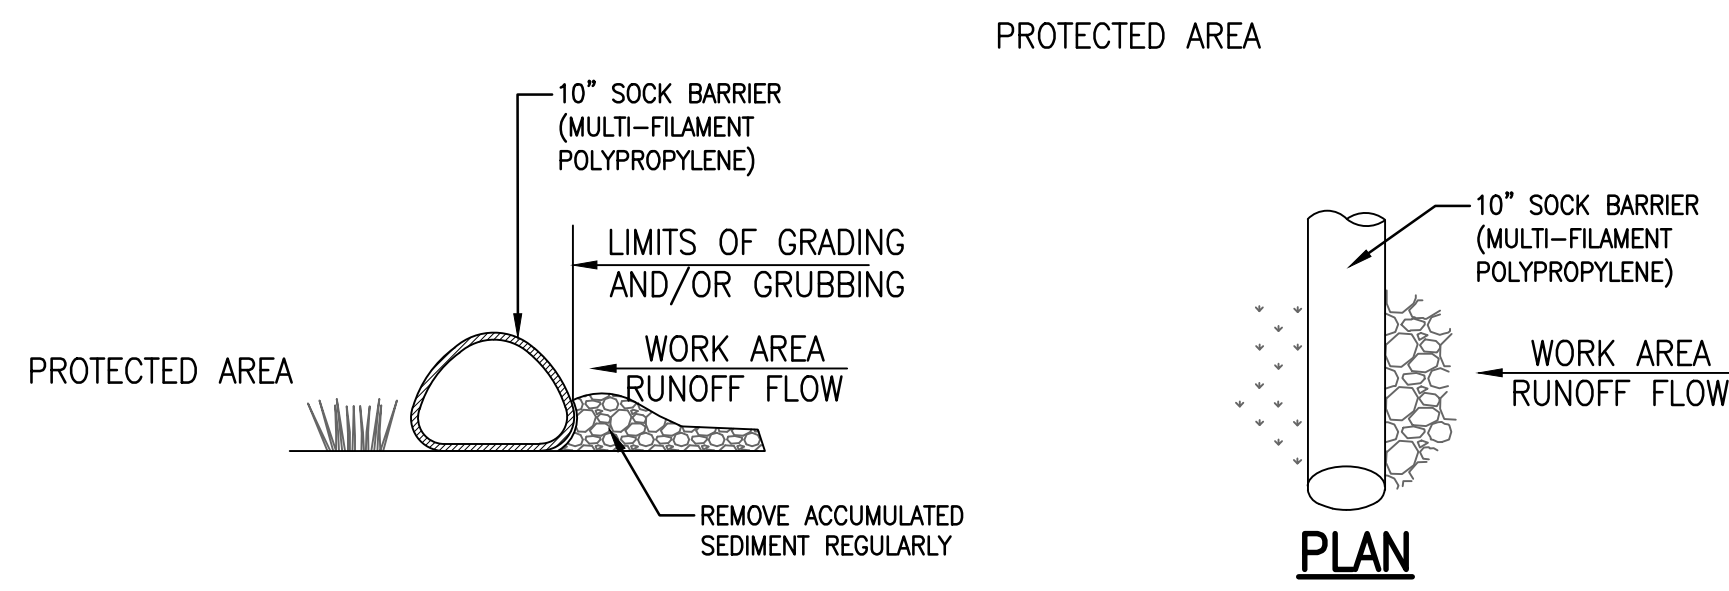 PROTECTED AREA
10" SOCK BARRIER
(MULTI-FILAMENT
POLYPROPYLENE)
LIMITS OF GRADING
AND/OR GRUBBING
WORK AREA
RUNOFF FLOW
PROTECTED AREA
REMOVE ACCUMULATED
SEDIMENT REGULARLY
10" SOCK BARRIER
(MULTI-FILAMENT
POLYPROPYLENE)
WORK AREA
RUNOFF FLOW
PLAN